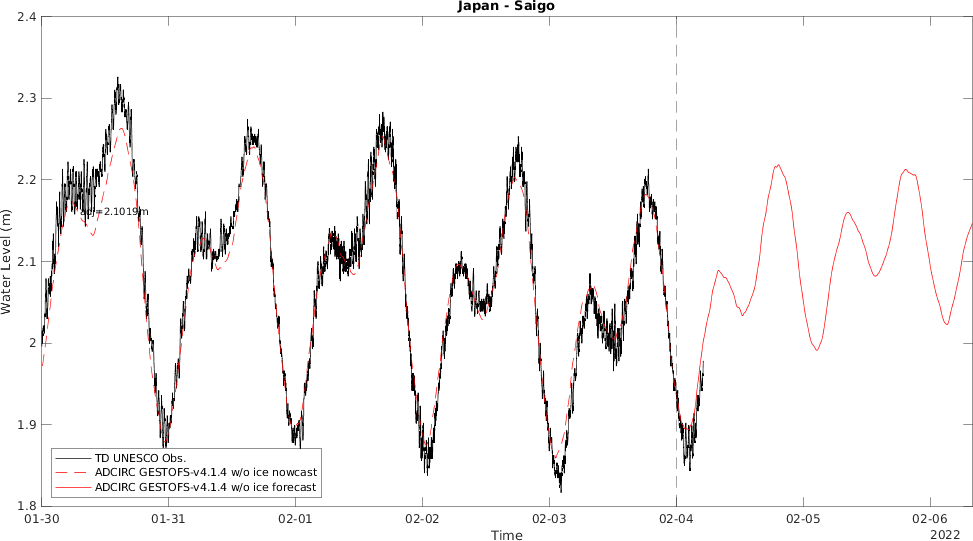 Japan - Saigo
2.4
2.3
2.2
2.1
2
1.9
1.8
Water Level (m)
=2.1019m
TD UNESCO Obs.
ADCIRC GESTOFS-v4.1.4 w/o ice nowcast
ADCIRC GESTOFS-v4.1.4 w/o ice forecast
01-30
01-31
02-01
02-02
02-03
02-04
02-05
02-06
Time
2022